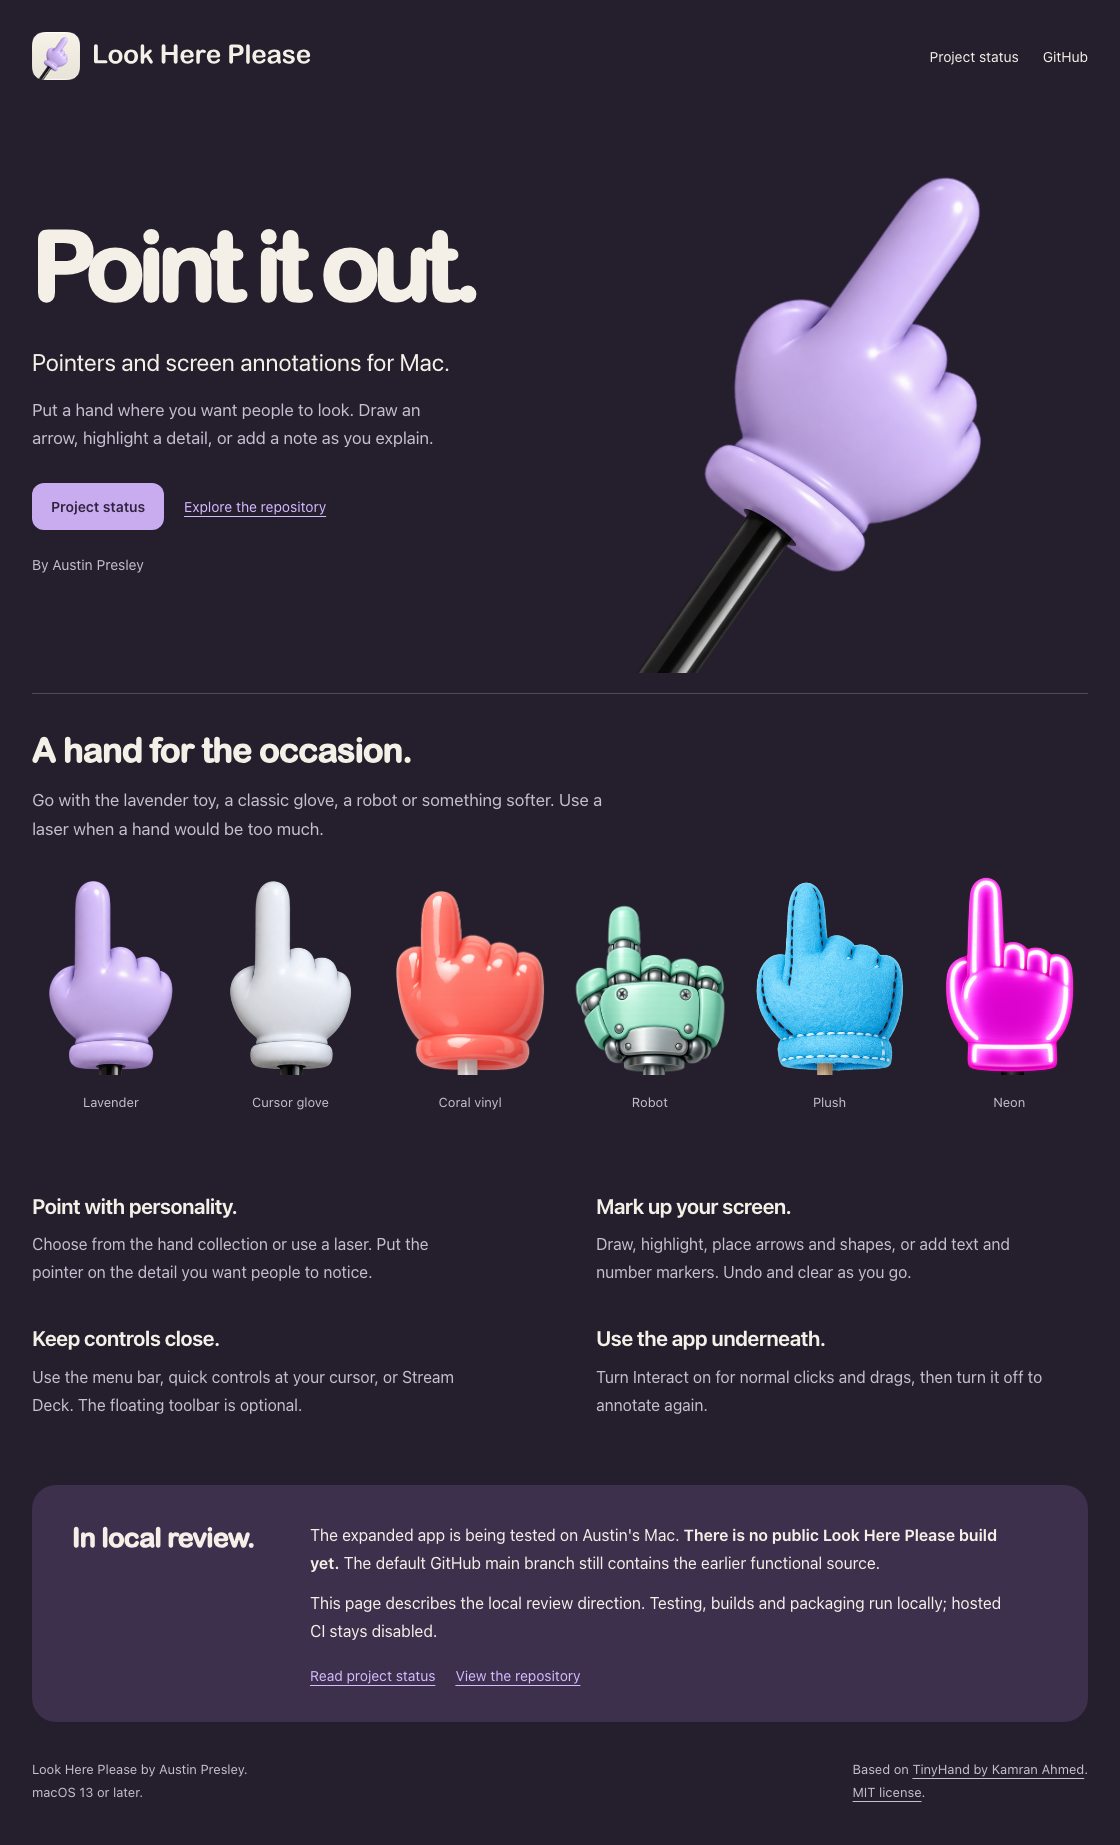 Look Here Please
Project status GitHub
Point it out.
Pointers and screen annotations for Mac.
Put a hand where you want people to look. Draw an
arrow, highlight a detail, or add a note as you explain.
Project status Explore the repository
By Austin Presley
A hand for the occasion.
Go with the lavender toy, a classic glove, a robot or something softer. Use a
laser when a hand would be too much.
Lavender Cursor glove Coral vinyl Robot Plush Neon
Point with personality.
Choose from the hand collection or use a laser. Put the
pointer on the detail you want people to notice.
Mark up your screen.
Draw, highlight, place arrows and shapes, or add text and
number markers. Undo and clear as you go.
Keep controls close.
Use the menu bar, quick controls at your cursor, or Stream
Deck. The floating toolbar is optional.
Use the app underneath.
Turn Interact on for normal clicks and drags, then turn it off to
annotate again.
In local review.
The expanded app is being tested on Austin's Mac. There is no public Look Here Please build
yet. The default GitHub main branch still contains the earlier functional source.
This page describes the local review direction. Testing, builds and packaging run locally; hosted
CI stays disabled.
Read project status View the repository
Look Here Please by Austin Presley.
macOS 13 or later.
Based on TinyHand by Kamran Ahmed.
MIT license.